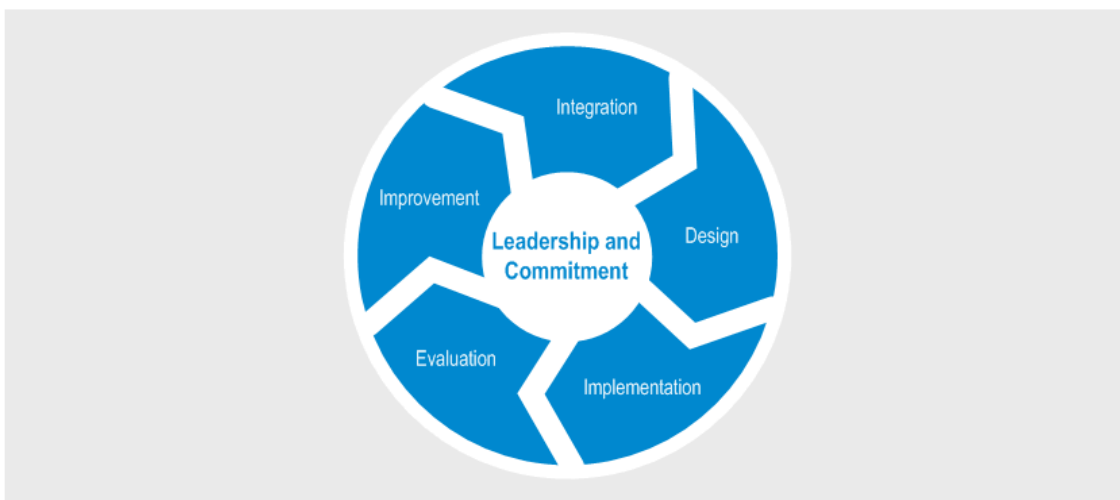 Integration
Design
Implementation
Evaluation
Improvement
Leadership and
Commitment